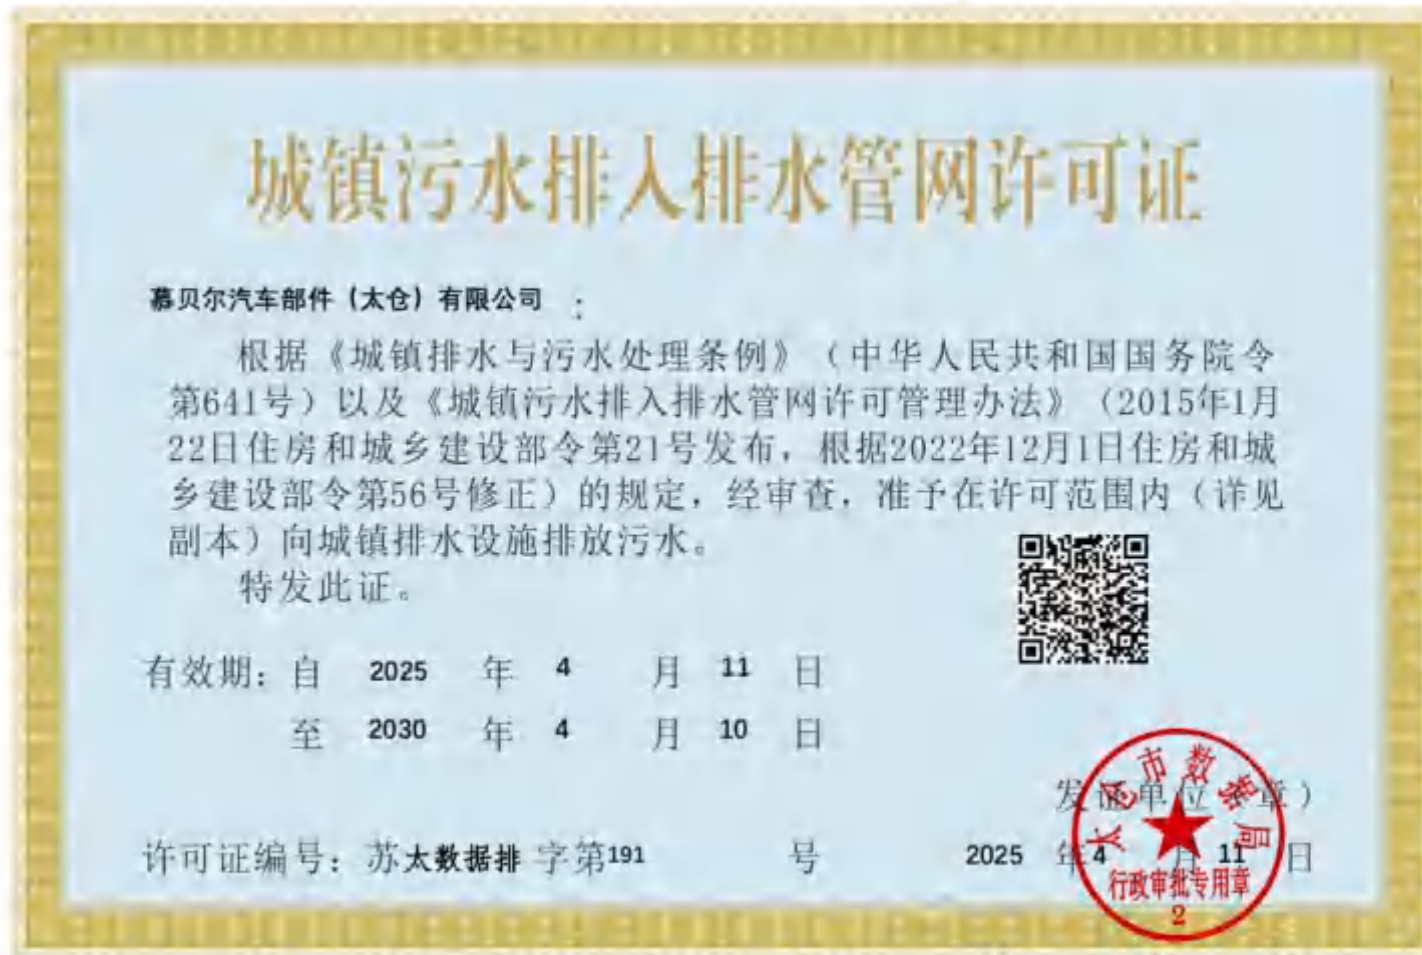 城镇污水排入排水管网许可证
慕贝尔汽车部件（太仓）有限公司 ：
根据《城镇排水与污水处理条例》（中华人民共和国国务院令
第641号）以及《城镇污水排入排水管网许可管理办法》（2015年1月
22日住房和城乡建设部令第21号发布，根据2022年12月1日住房和城
乡建设部令第56号修正）的规定，经审查，准予在许可范围内（详见
副本）向城镇排水设施排放污水。
特发此证。
有效期：自 2025 年 4 月 11 日
至 2030 年 4 月 10 日
发证单位（章）
许可证编号：苏太数据排 字第191 号
2025 年 4 月 11 日
太仓市数据局
行政审批专用章
2